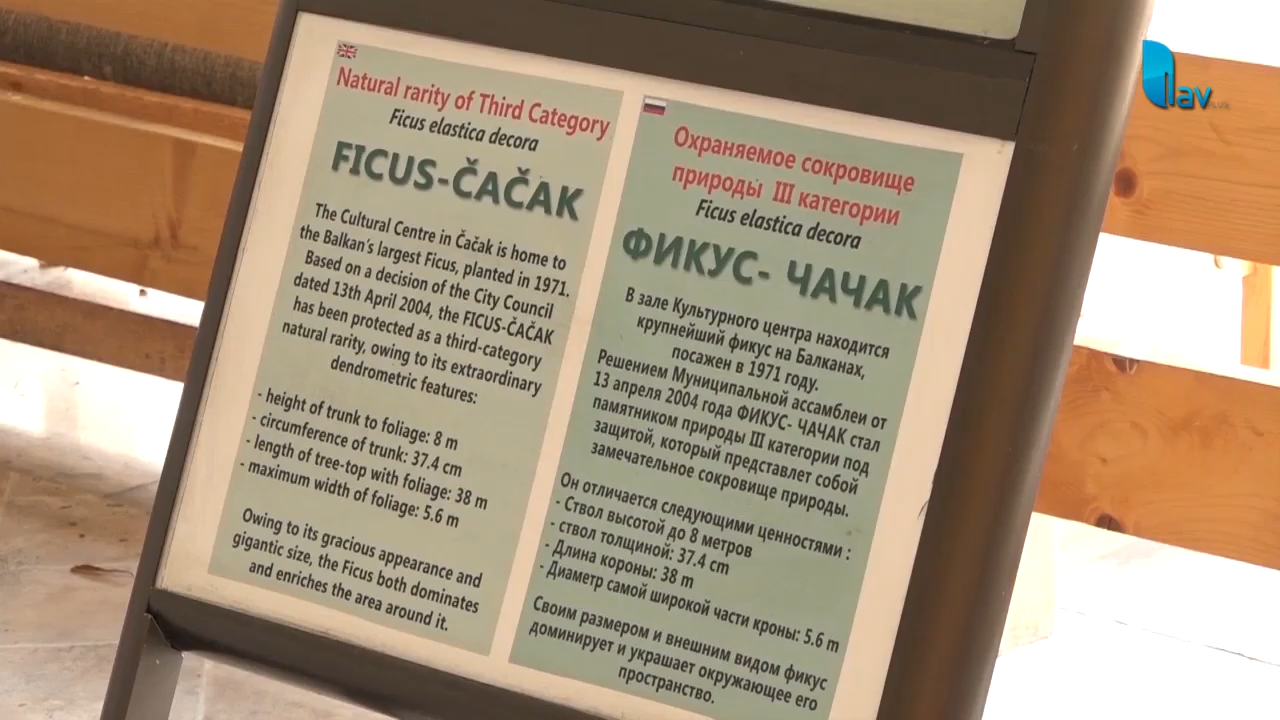 Natural rarity of Third Category
Ficus elastica decora
FICUS-ČAČAK
The Cultural Centre in Čačak is home to
the Balkan's largest Ficus, planted in 1971.
Based on a decision of the City Council
dated 13th April 2004, the FICUS-ČAČAK
has been protected as a third-category
natural rarity, owing to its extraordinary
dendrometric features:
- height of trunk to foliage: 8 m
- circumference of trunk: 37.4 cm
- length of tree-top with foliage: 38 m
- maximum width of foliage: 5.6 m
Owing to its gracious appearance and
gigantic size, the Ficus both dominates
and enriches the area around it.
Охраняемое сокровище
природы III категории
Ficus elastica decora
ФИКУС- ЧАЧАК
В зале Культурного центра находится
крупнейший фикус на Балканах,
посажен в 1971 году.
Решением Муниципальной ассамблеи от
13 апреля 2004 года ФИКУС- ЧАЧАК стал
памятником природы III категории под
защитой, который представлет собой
замечательное сокровище природы.
Он отличается следующими ценностями :
- Ствол высотой до 8 метров
- ствол толщиной: 37.4 cm
- Длина короны: 38 m
- Диаметр самой широкой части кроны: 5.6 m
Своим размером и внешним видом фикус
доминирует и украшает окружающее его
пространство.
lav